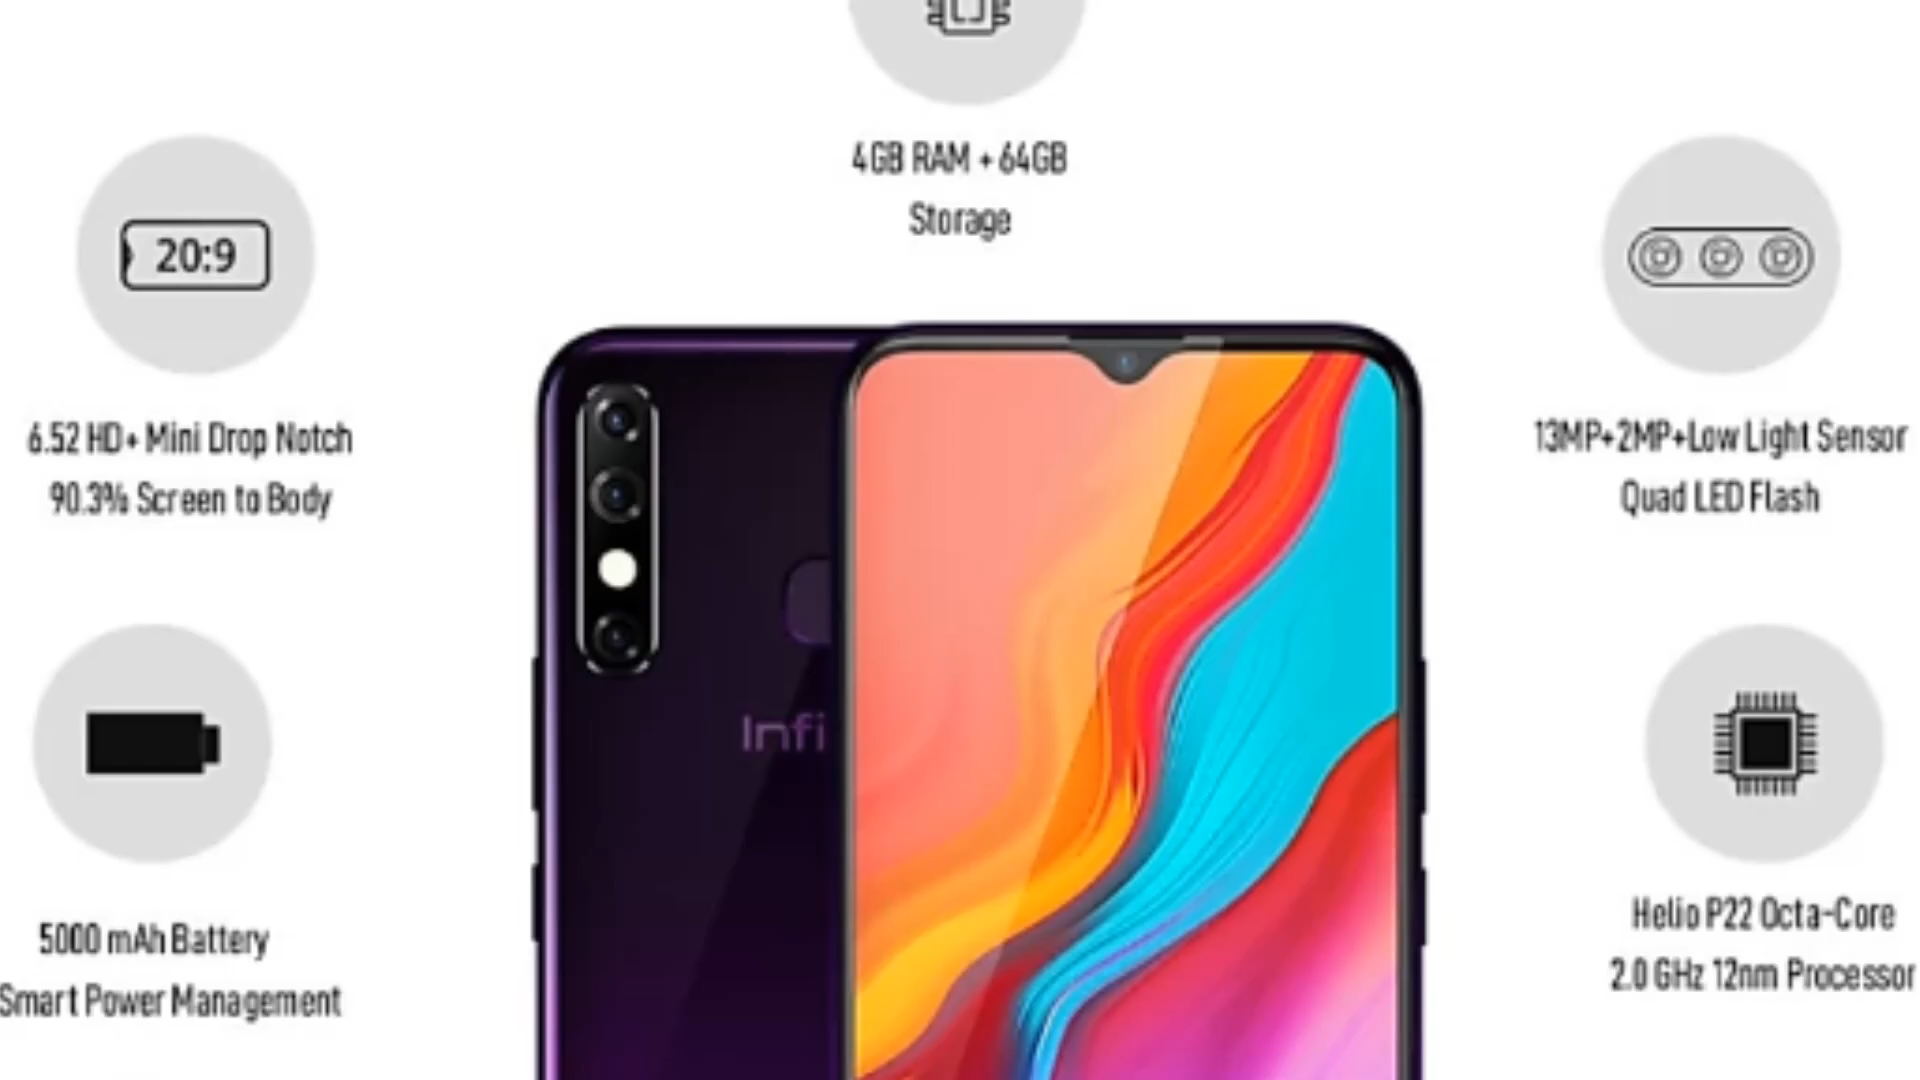 4GB RAM + 64GB
Storage
20:9
6.52 HD+ Mini Drop Notch
90.3% Screen to Body
13MP+2MP+Low Light Sensor
Quad LED Flash
Infi
5000 mAh Battery
Smart Power Management
Helio P22 Octa-Core
2.0 GHz 12nm Processor